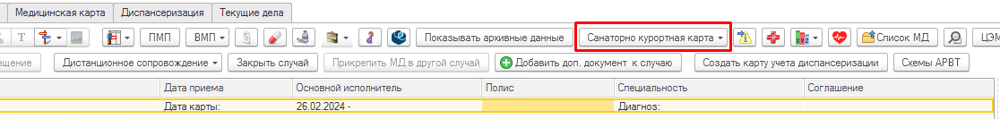 Медицинская карта Диспансеризация Текущие дела
Т ПМП ВМП ? Показывать архивные данные Санаторно курортная карта xyz Список МД ЦЭМ
ещение Дистанционное сопровождение Закрыть случай Прикрепить МД в другой случай Добавить доп. документ к случаю Создать карту учета диспансеризации Схемы АРВТ
Дата приема Основной исполнитель Полис Специальность Соглашение
Дата карты: 26.02.2024 - Диагноз: